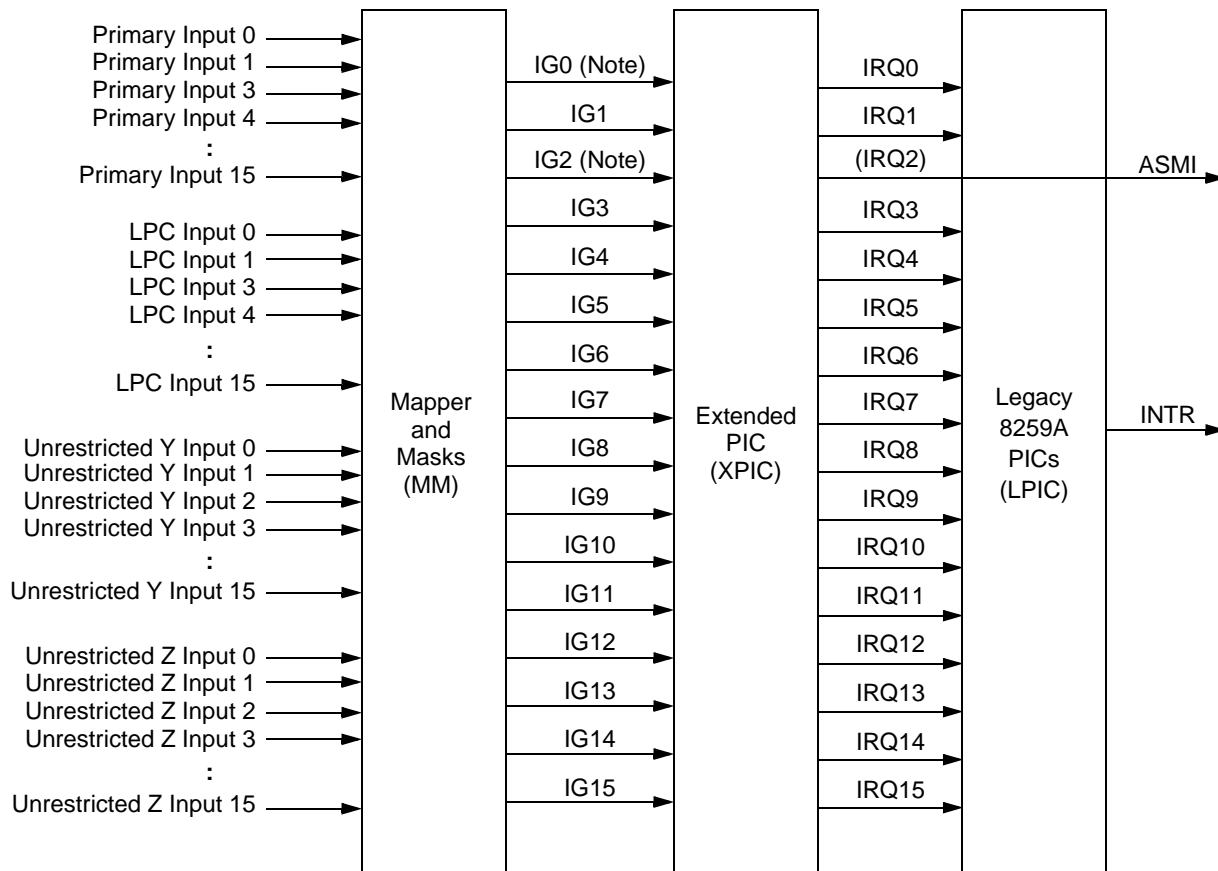 Primary Input 0
Primary Input 1
Primary Input 3
Primary Input 4
:
Primary Input 15
LPC Input 0
LPC Input 1
LPC Input 3
LPC Input 4
:
LPC Input 15
Unrestricted Y Input 0
Unrestricted Y Input 1
Unrestricted Y Input 2
Unrestricted Y Input 3
:
Unrestricted Y Input 15
Unrestricted Z Input 0
Unrestricted Z Input 1
Unrestricted Z Input 2
Unrestricted Z Input 3
:
Unrestricted Z Input 15
Mapper
and
Masks
(MM)
IG0 (Note)
IG1
IG2 (Note)
IG3
IG4
IG5
IG6
IG7
IG8
IG9
IG10
IG11
IG12
IG13
IG14
IG15
Extended
PIC
(XPIC)
IRQ0
IRQ1
(IRQ2)
IRQ3
IRQ4
IRQ5
IRQ6
IRQ7
IRQ8
IRQ9
IRQ10
IRQ11
IRQ12
IRQ13
IRQ14
IRQ15
Legacy
8259A
PICs
(LPIC)
ASMI
INTR